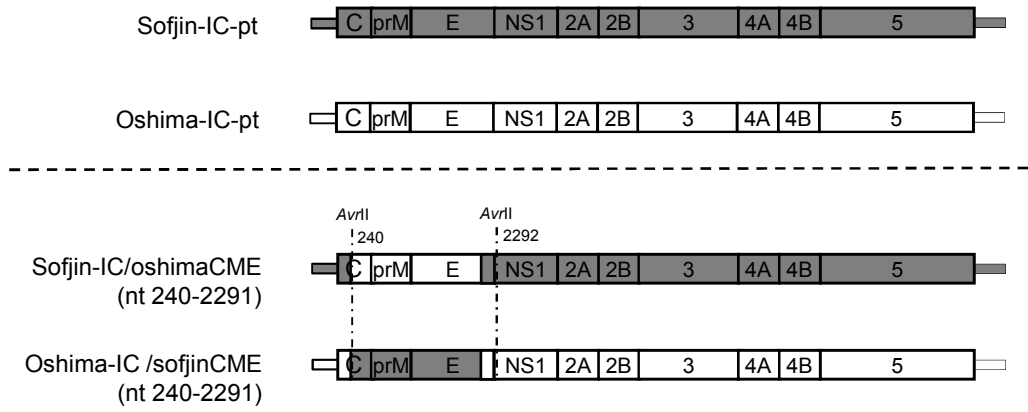 Sofjin-IC-pt C prM E NS1 2A 2B 3 4A 4B 5
Oshima-IC-pt C prM E NS1 2A 2B 3 4A 4B 5
AvrII AvrII
240 2292
Sofjin-IC/oshimaCME C prM E NS1 2A 2B 3 4A 4B 5
(nt 240-2291)
Oshima-IC /sofjinCME C prM E NS1 2A 2B 3 4A 4B 5
(nt 240-2291)